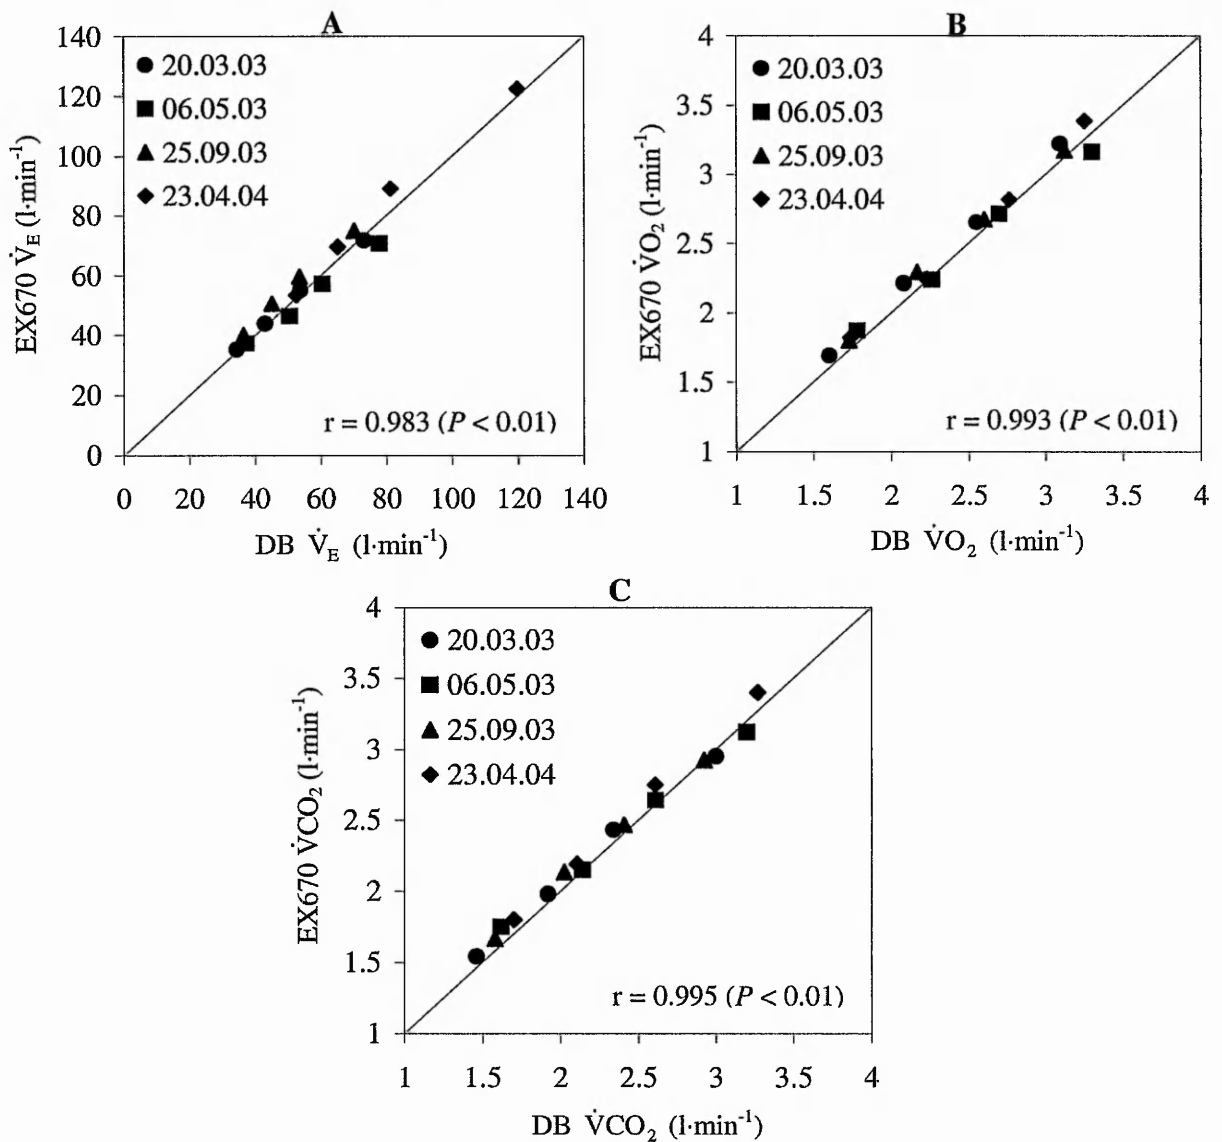 A
140
120
100
80
60
40
20
0
20.03.03
06.05.03
25.09.03
23.04.04
r = 0.983 (P < 0.01)
0 20 40 60 80 100 120 140
EX670 V̇E (l·min⁻¹)
DB V̇E (l·min⁻¹)
B
4
3.5
3
2.5
2
1.5
1
20.03.03
06.05.03
25.09.03
23.04.04
r = 0.993 (P < 0.01)
1 1.5 2 2.5 3 3.5 4
EX670 V̇O₂ (l·min⁻¹)
DB V̇O₂ (l·min⁻¹)
C
4
3.5
3
2.5
2
1.5
1
20.03.03
06.05.03
25.09.03
23.04.04
r = 0.995 (P < 0.01)
1 1.5 2 2.5 3 3.5 4
EX670 V̇CO₂ (l·min⁻¹)
DB V̇CO₂ (l·min⁻¹)